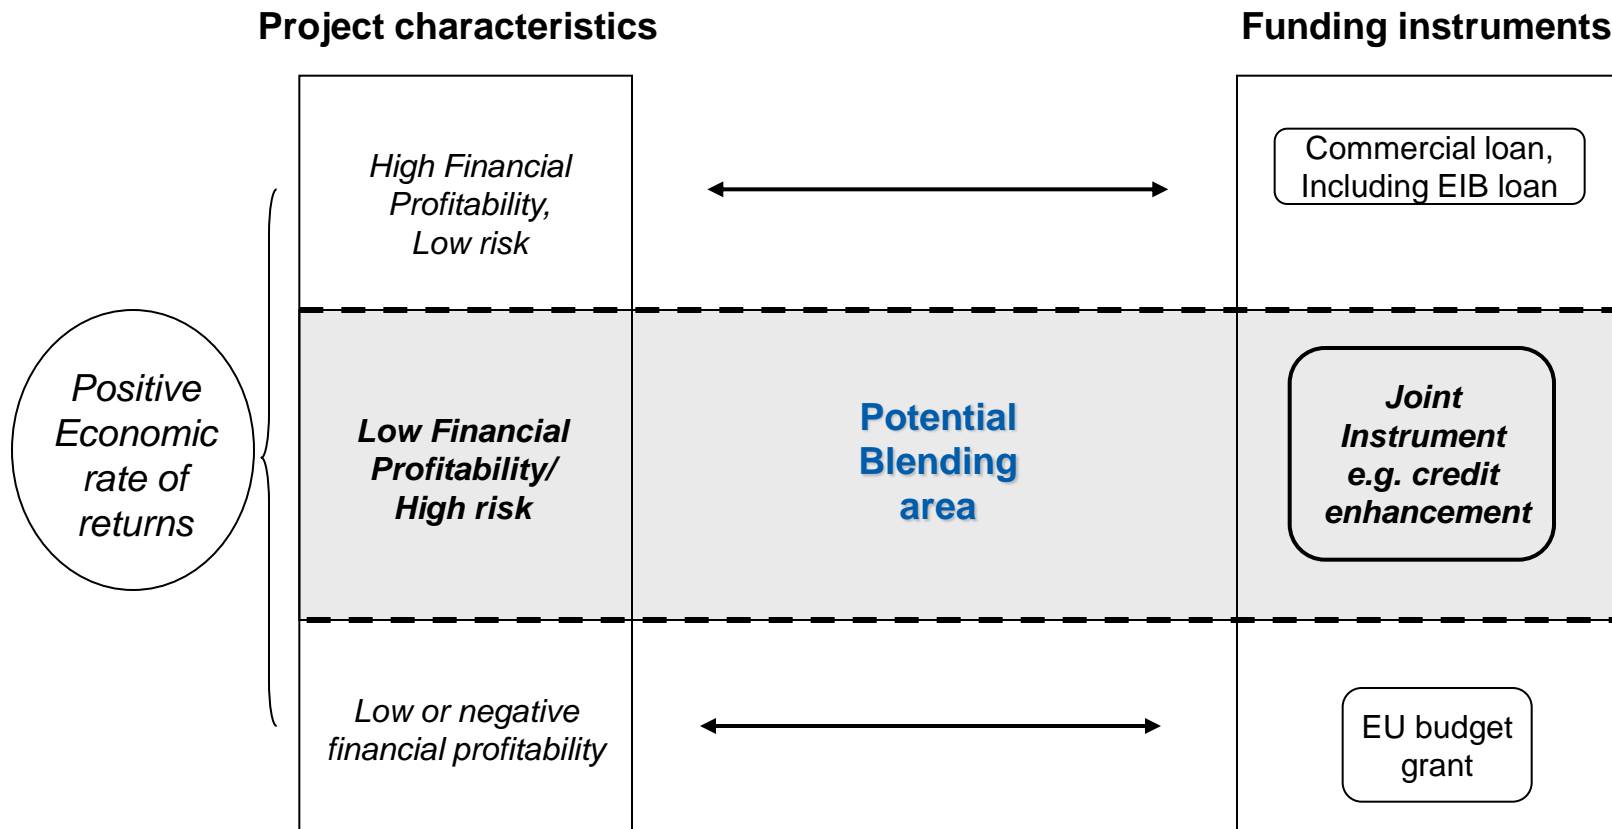 Project characteristics
Funding instruments
High Financial
Profitability,
Low risk
Commercial loan,
Including EIB loan
Positive
Economic
rate of
returns
Low Financial
Profitability/
High risk
Potential
Blending
area
Joint
Instrument
e.g. credit
enhancement
Low or negative
financial profitability
EU budget
grant